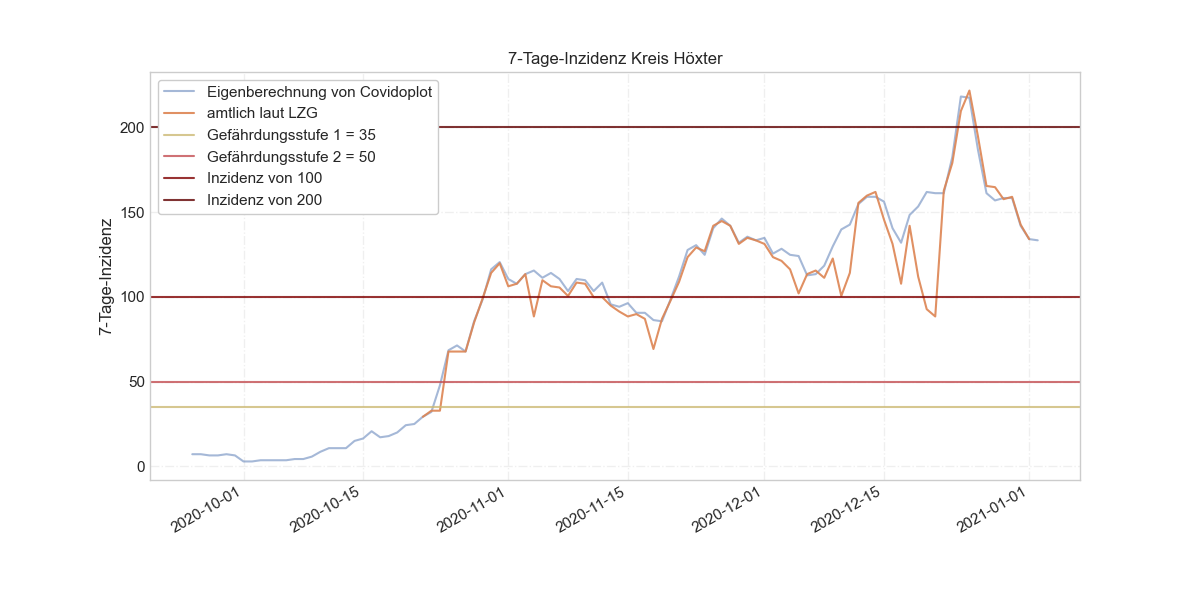 7-Tage-Inzidenz Kreis Höxter
Eigenberechnung von Covidoplot
amtlich laut LZG
Gefährdungsstufe 1 = 35
Gefährdungsstufe 2 = 50
Inzidenz von 100
Inzidenz von 200
7-Tage-Inzidenz
200
150
100
50
0
2020-10-01
2020-10-15
2020-11-01
2020-11-15
2020-12-01
2020-12-15
2021-01-01